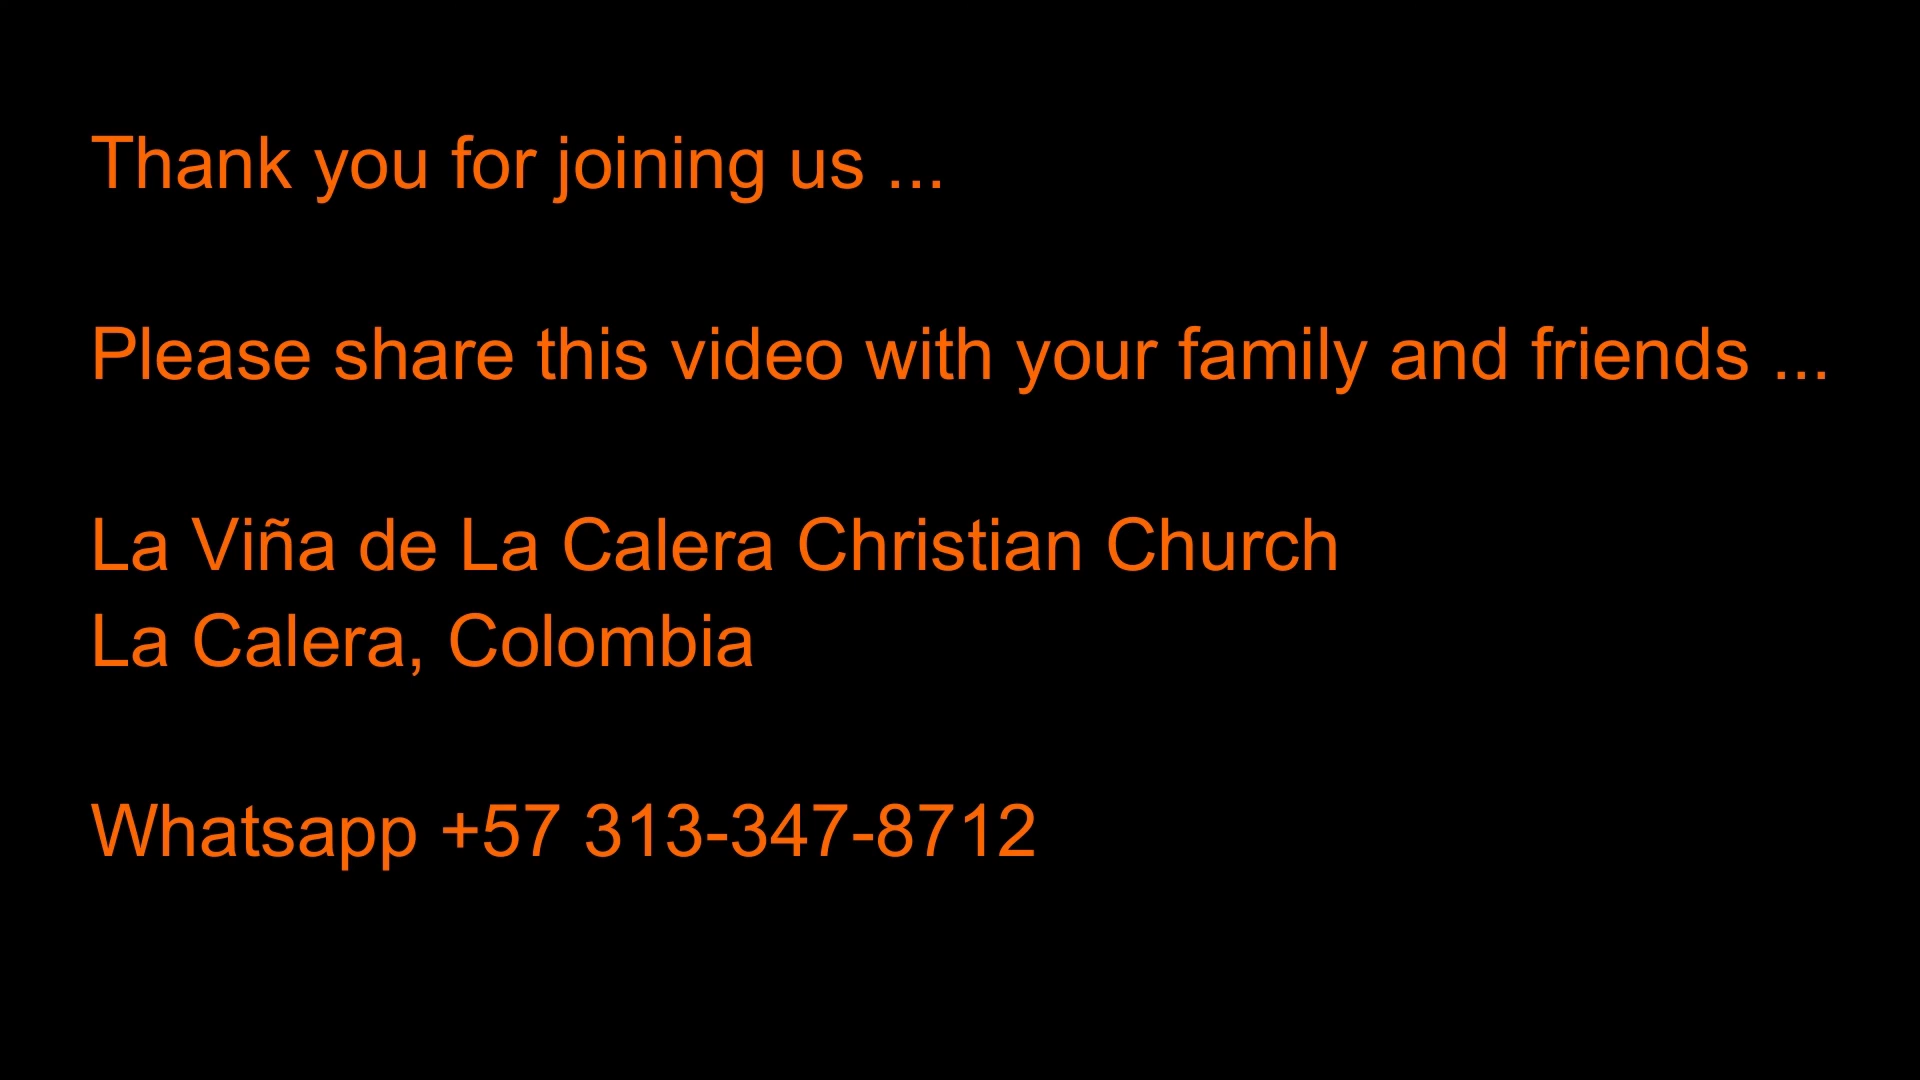 Thank you for joining us ...
Please share this video with your family and friends ...
La Viña de La Calera Christian Church
La Calera, Colombia
Whatsapp +57 313-347-8712